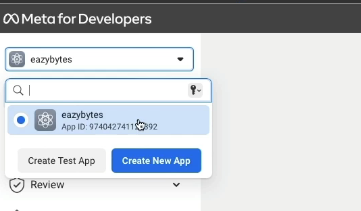 Meta for Developers
eazybytes
eazybytes
App ID:
Create Test App
Create New App
Review